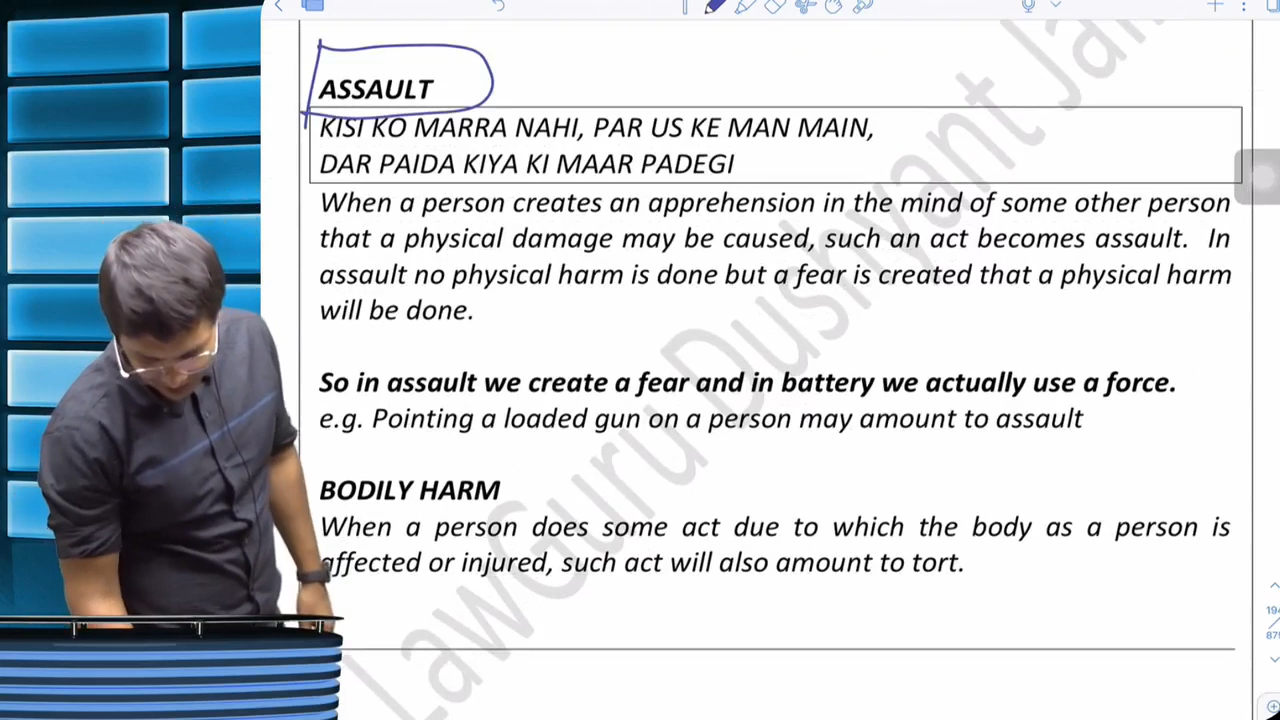 ASSAULT
KISI KO MARRA NAHI, PAR US KE MAN MAIN,
DAR PAIDA KIYA KI MAAR PADEGI
When a person creates an apprehension in the mind of some other person
that a physical damage may be caused, such an act becomes assault. In
assault no physical harm is done but a fear is created that a physical harm
will be done.
So in assault we create a fear and in battery we actually use a force.
e.g. Pointing a loaded gun on a person may amount to assault
BODILY HARM
When a person does some act due to which the body as a person is
affected or injured, such act will also amount to tort.
LawGuru Dushyant Jain